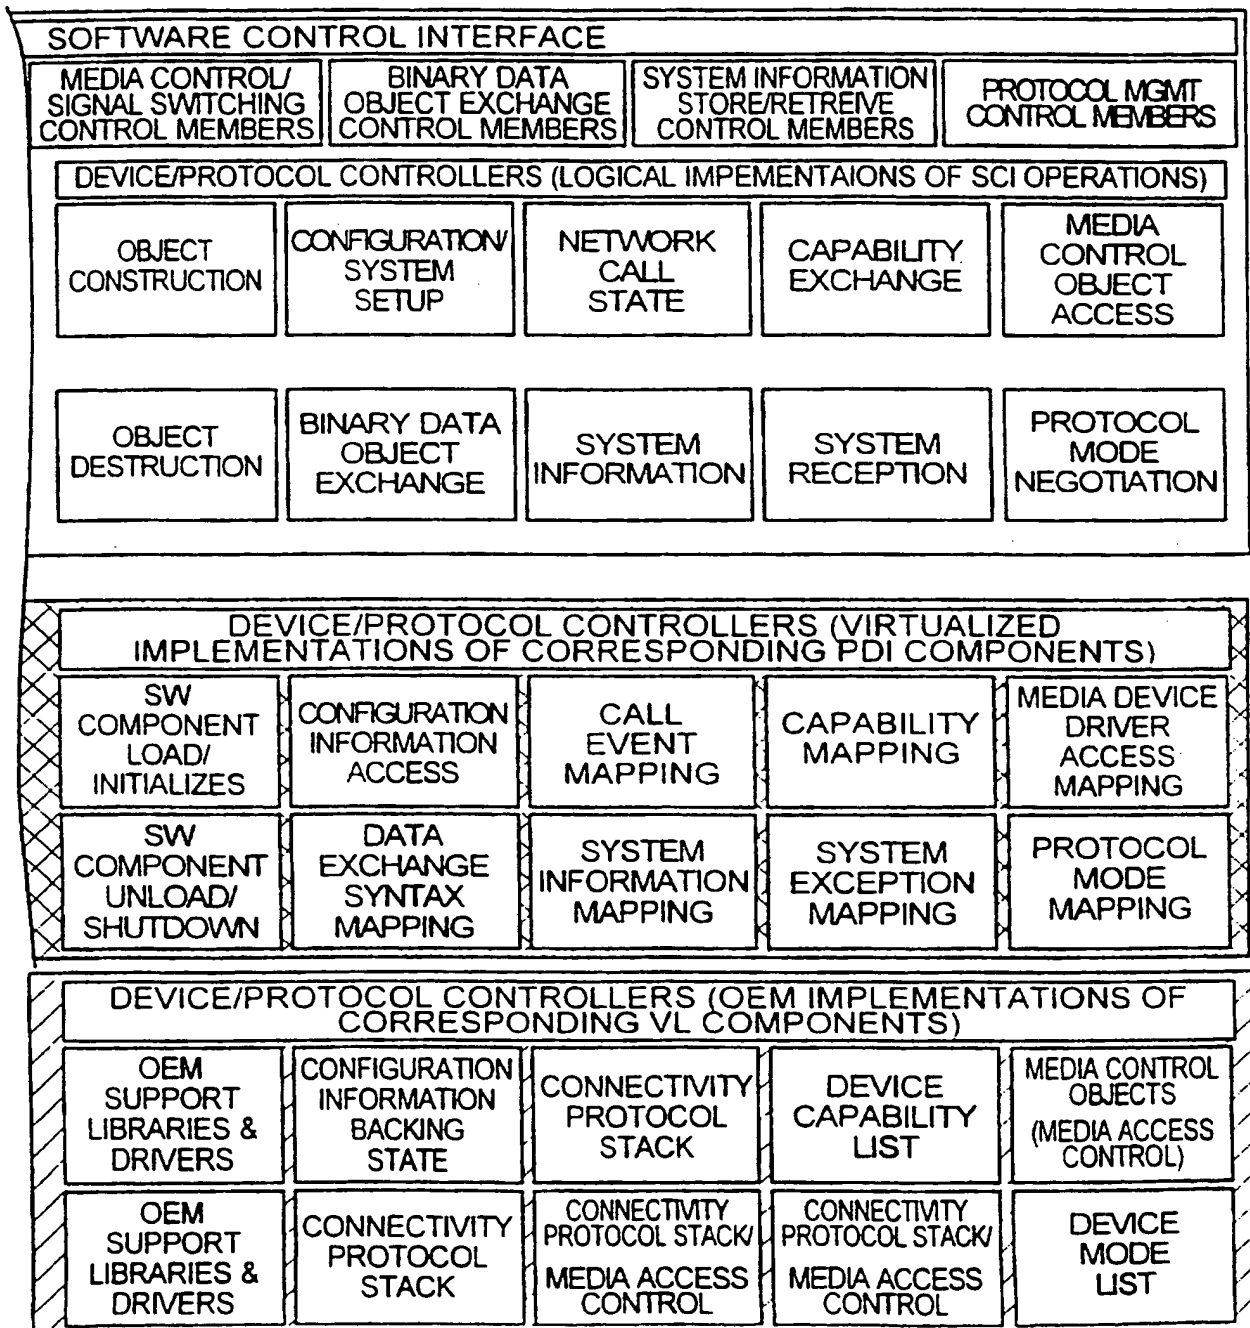 SOFTWARE CONTROL INTERFACE
MEDIA CONTROL/
SIGNAL SWITCHING
CONTROL MEMBERS
BINARY DATA
OBJECT EXCHANGE
CONTROL MEMBERS
SYSTEM INFORMATION
STORE/RETREIVE
CONTROL MEMBERS
PROTOCOL MGMT
CONTROL MEMBERS
DEVICE/PROTOCOL CONTROLLERS (LOGICAL IMPEMENTAIONS OF SCI OPERATIONS)
OBJECT
CONSTRUCTION
CONFIGURATION/
SYSTEM
SETUP
NETWORK
CALL
STATE
CAPABILITY
EXCHANGE
MEDIA
CONTROL
OBJECT
ACCESS
OBJECT
DESTRUCTION
BINARY DATA
OBJECT
EXCHANGE
SYSTEM
INFORMATION
SYSTEM
RECEPTION
PROTOCOL
MODE
NEGOTIATION
DEVICE/PROTOCOL CONTROLLERS (VIRTUALIZED
IMPLEMENTATIONS OF CORRESPONDING PDI COMPONENTS)
SW
COMPONENT
LOAD/
INITIALIZES
CONFIGURATION
INFORMATION
ACCESS
CALL
EVENT
MAPPING
CAPABILITY
MAPPING
MEDIA DEVICE
DRIVER
ACCESS
MAPPING
SW
COMPONENT
UNLOAD/
SHUTDOWN
DATA
EXCHANGE
SYNTAX
MAPPING
SYSTEM
INFORMATION
MAPPING
SYSTEM
EXCEPTION
MAPPING
PROTOCOL
MODE
MAPPING
DEVICE/PROTOCOL CONTROLLERS (OEM IMPLEMENTATIONS OF
CORRESPONDING VL COMPONENTS)
OEM
SUPPORT
LIBRARIES &
DRIVERS
CONFIGURATION
INFORMATION
BACKING
STATE
CONNECTIVITY
PROTOCOL
STACK
DEVICE
CAPABILITY
LIST
MEDIA CONTROL
OBJECTS
(MEDIA ACCESS
CONTROL)
OEM
SUPPORT
LIBRARIES &
DRIVERS
CONNECTIVITY
PROTOCOL
STACK
CONNECTIVITY
PROTOCOL STACK/
MEDIA ACCESS
CONTROL
CONNECTIVITY
PROTOCOL STACK/
MEDIA ACCESS
CONTROL
DEVICE
MODE
LIST